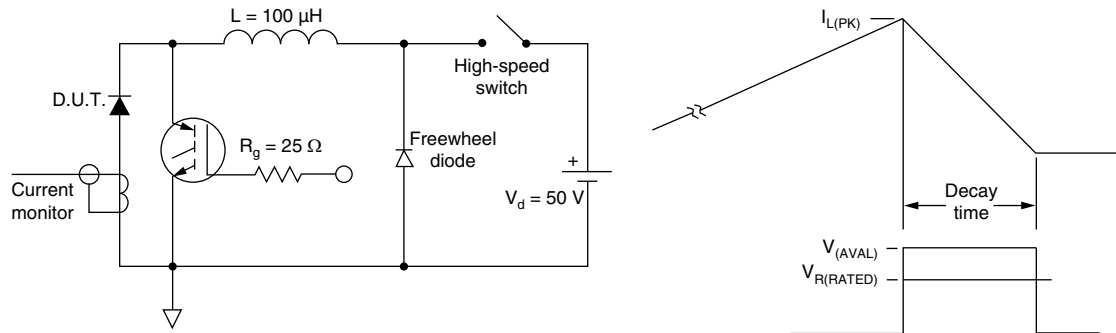 L = 100 μH
D.U.T.
High-speed
switch
Freewheel
diode
R_g = 25 Ω
Current
monitor
+
V_d = 50 V
I_L(PK)
Decay
time
V_(AVAL)
V_R(RATED)